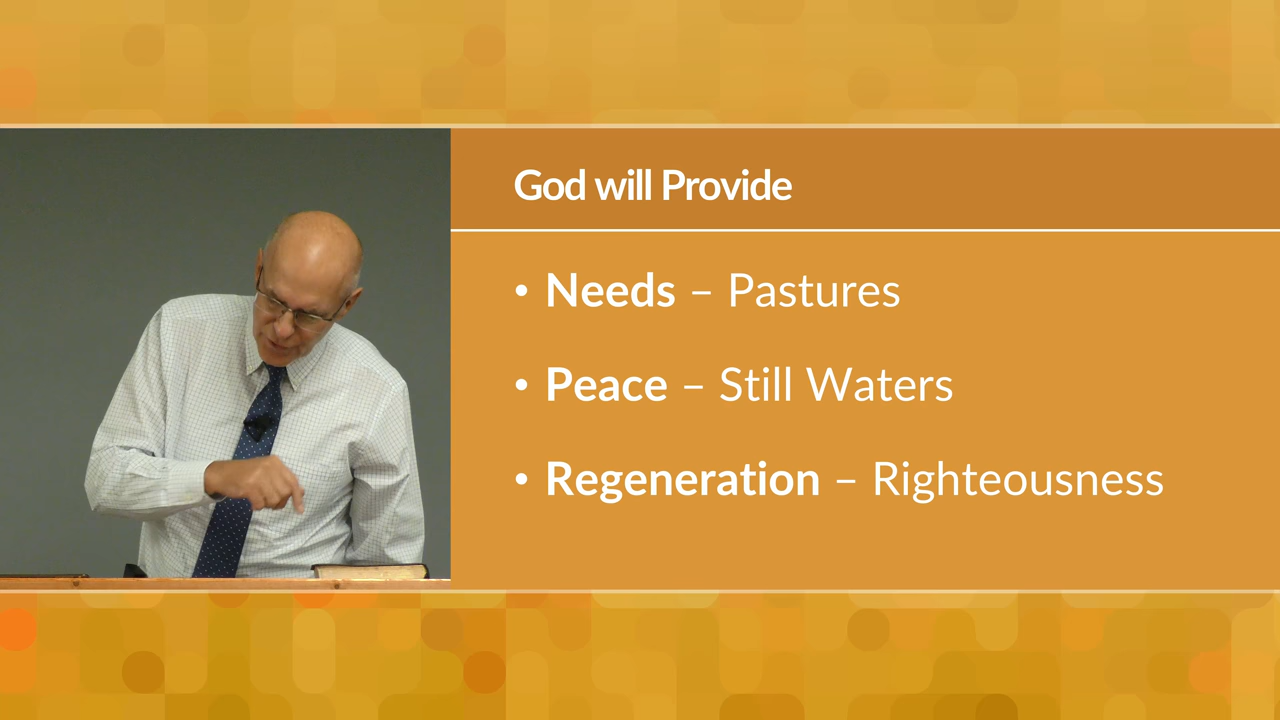 God will Provide
• Needs – Pastures
• Peace – Still Waters
• Regeneration – Righteousness